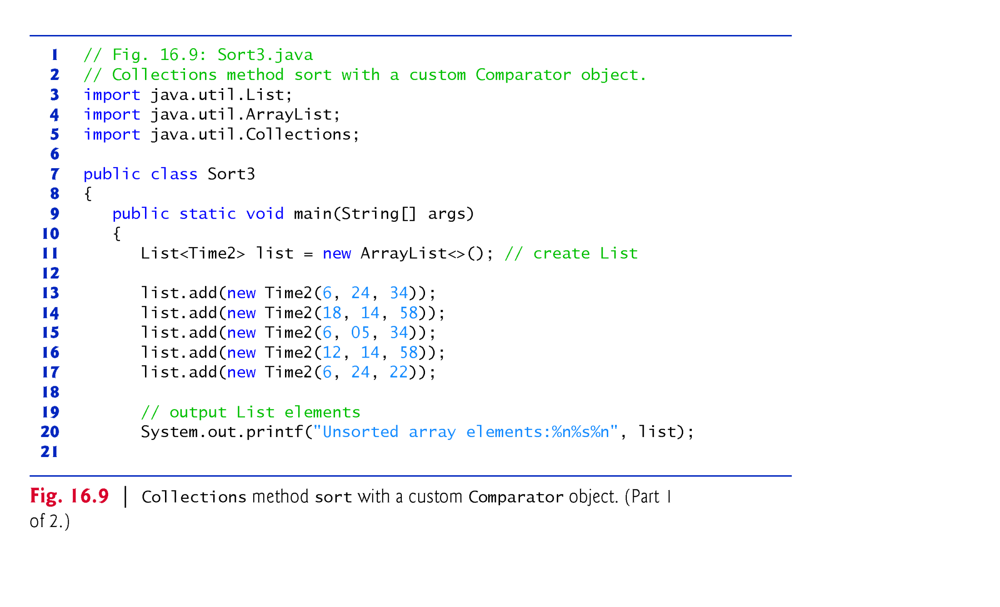 1 // Fig. 16.9: Sort3.java
2 // Collections method sort with a custom Comparator object.
3 import java.util.List;
4 import java.util.ArrayList;
5 import java.util.Collections;
6
7 public class Sort3
8 {
9    public static void main(String[] args)
10    {
11       List<Time2> list = new ArrayList<>(); // create List
12
13       list.add(new Time2(6, 24, 34));
14       list.add(new Time2(18, 14, 58));
15       list.add(new Time2(6, 05, 34));
16       list.add(new Time2(12, 14, 58));
17       list.add(new Time2(6, 24, 22));
18
19       // output List elements
20       System.out.printf("Unsorted array elements:%n%s%n", list);
21
Fig. 16.9 | Collections method sort with a custom Comparator object. (Part 1
of 2.)